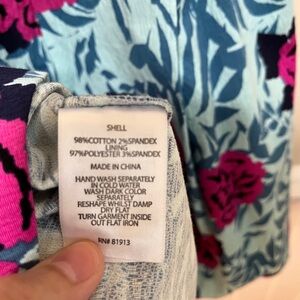 SHELL
98%COTTON 2%SPANDEX
LINING
97%POLYESTER 3%SPANDEX
MADE IN CHINA
HAND WASH SEPARATELY
IN COLD WATER
WASH DARK COLOR
SEPARATELY
RESHAPE WHILST DAMP
DRY FLAT
TURN GARMENT INSIDE
OUT FLAT IRON
RN# 81913